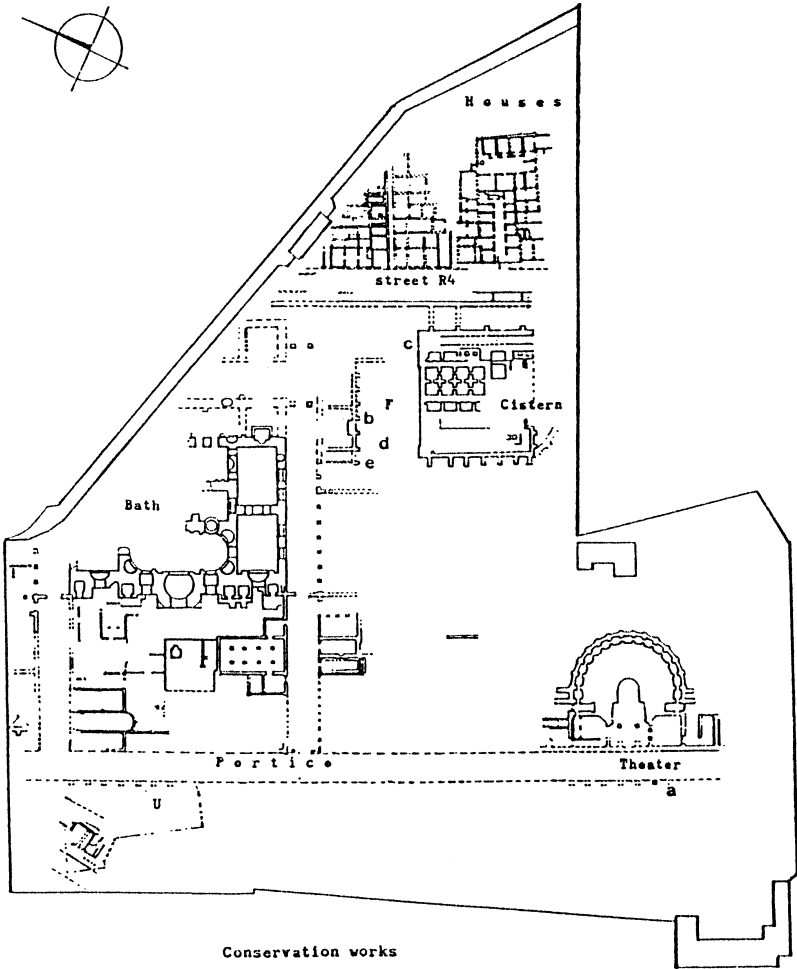 Houses
street R4
c
F
Cistern
b
d
e
Bath
Portico
Theater
a
U
Conservation works